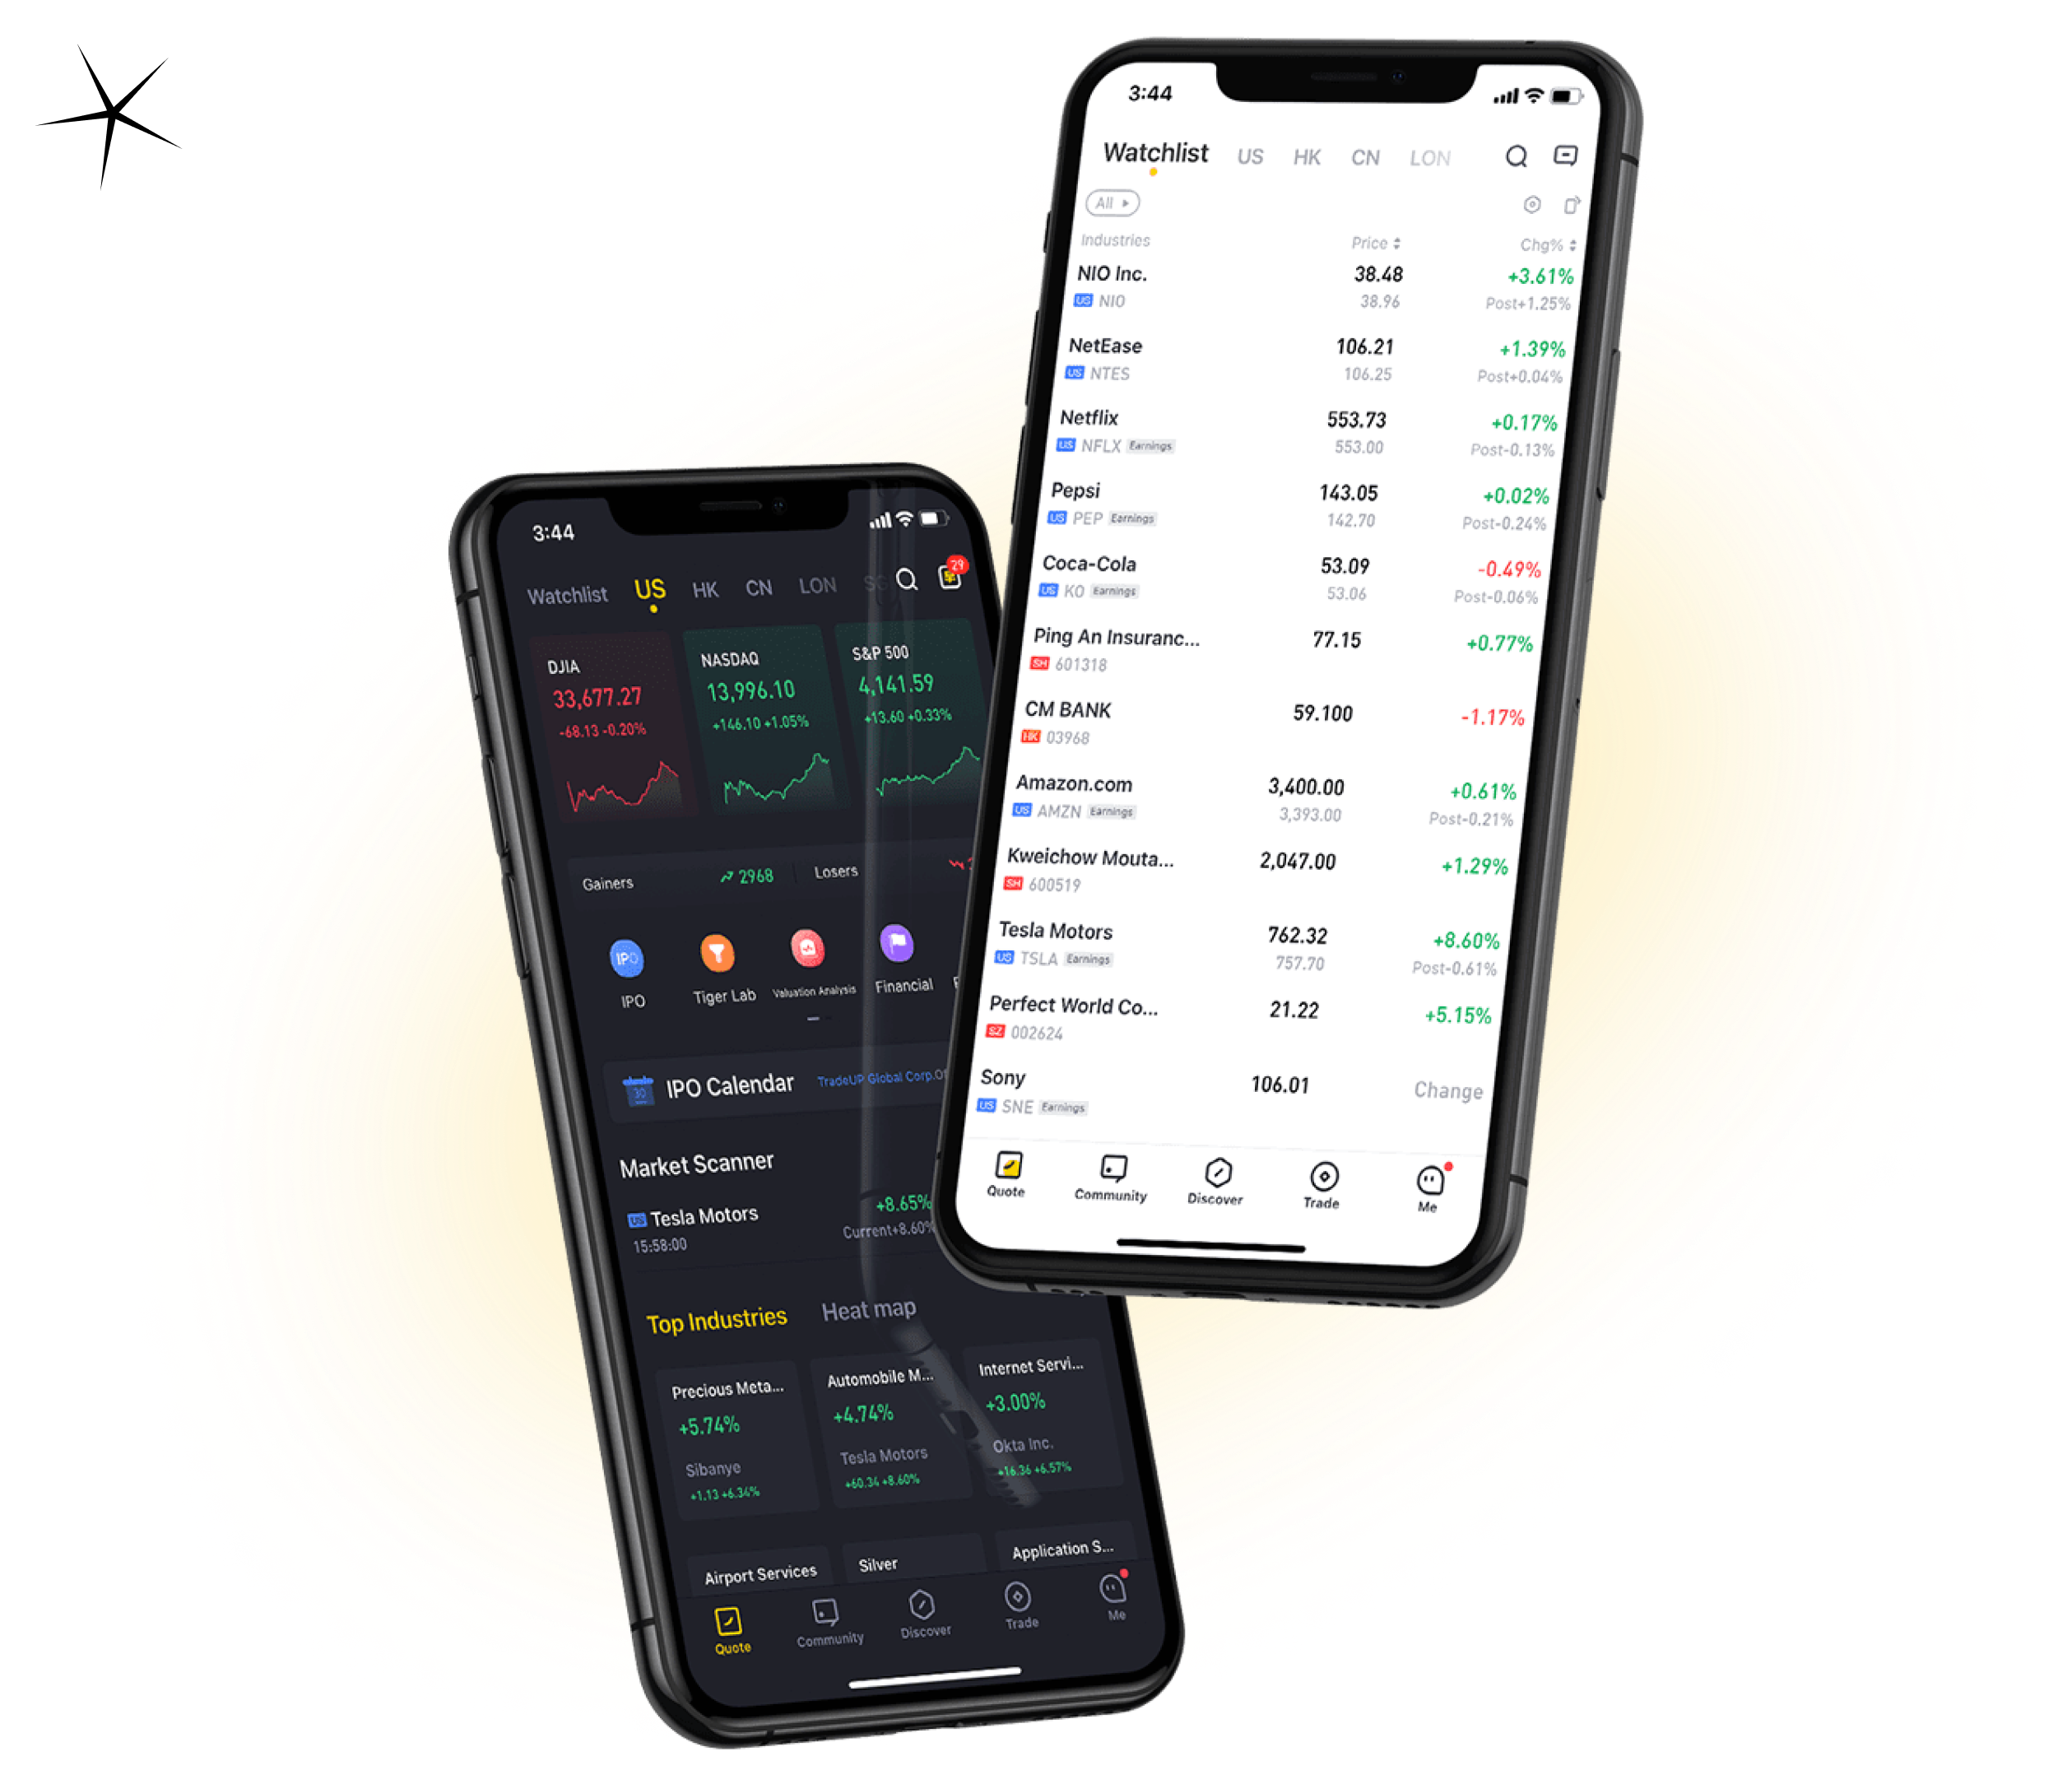 3:44
Watchlist US HK CN LON
All
Industries Price Chg%
NIO Inc. 38.48 +3.61%
US NIO 38.96 Post+1.25%
NetEase 106.21 +1.39%
US NTES 106.25 Post+0.04%
Netflix 553.73 +0.17%
US NFLX Earnings 553.00 Post-0.13%
Pepsi 143.05 +0.02%
US PEP Earnings 142.70 Post-0.24%
Coca-Cola 53.09 -0.49%
US KO Earnings 53.06 Post-0.06%
Ping An Insuranc... 77.15 +0.77%
SH 601318
CM BANK 59.100 -1.17%
HK 03968
Amazon.com 3,400.00 +0.61%
US AMZN Earnings 3,393.00 Post-0.21%
Kweichow Mouta... 2,047.00 +1.29%
SH 600519
Tesla Motors 762.32 +8.60%
US TSLA Earnings 757.70 Post-0.61%
Perfect World Co... 21.22 +5.15%
SZ 002624
Sony 106.01 Change
US SNE Earnings
Quote Community Discover Trade Me
3:44
Watchlist US HK CN LON SG 29
DJIA NASDAQ S&P 500
33,677.27 13,996.10 4,141.59
-68.13 -0.20% +146.10 +1.05% +13.60 +0.33%
Gainers 2968 Losers
IPO
IPO Tiger Lab Valuation Analysis Financial
30 IPO Calendar TradeUP Global Corp.
Market Scanner
US Tesla Motors +8.65%
15:58:00 Current+8.60%
Top Industries Heat map
Precious Meta... Automobile M... Internet Servi...
+5.74% +4.74% +3.00%
Sibanye Tesla Motors Okta Inc.
+1.13 +6.34% +60.34 +8.60% +16.36 +6.57%
Airport Services Silver Application S...
Quote Community Discover Trade Me